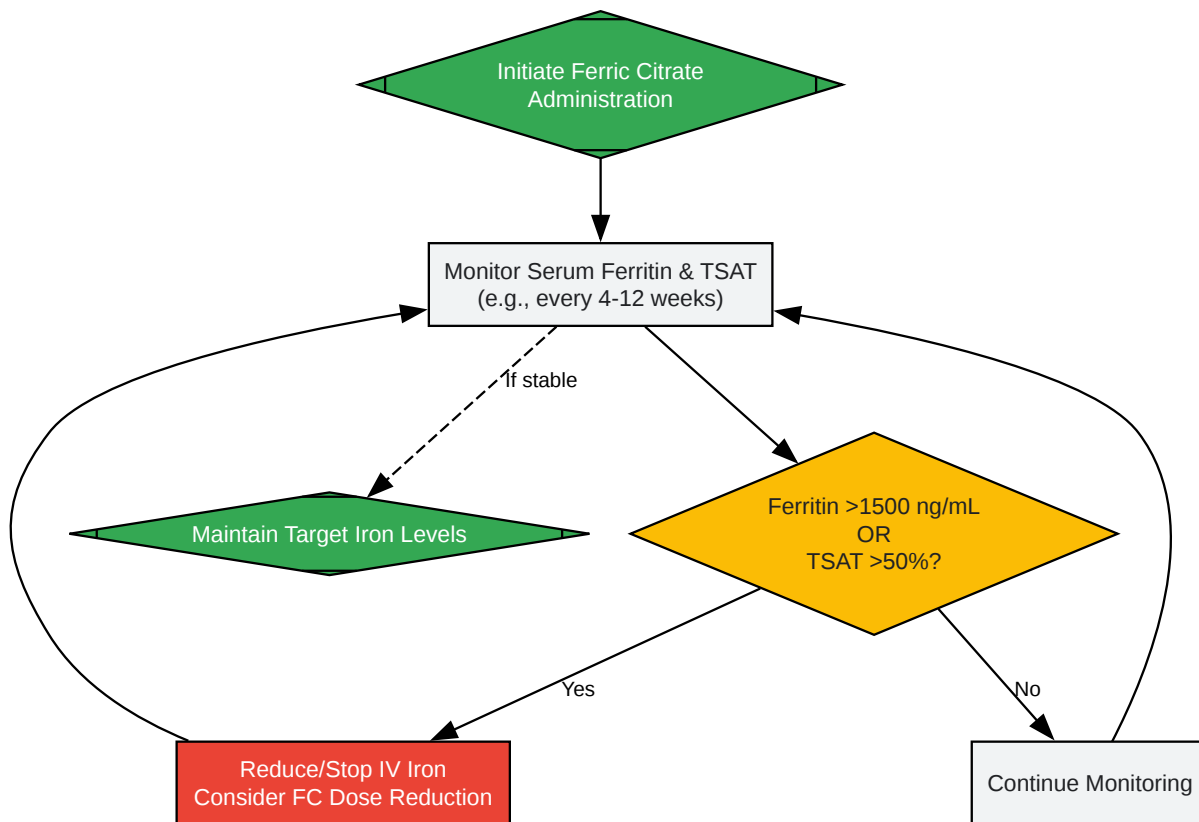 Initiate Ferric Citrate
Administration
Monitor Serum Ferritin & TSAT
(e.g., every 4-12 weeks)
If stable
Maintain Target Iron Levels
Ferritin >1500 ng/mL
OR
TSAT >50%?
Yes
No
Reduce/Stop IV Iron
Consider FC Dose Reduction
Continue Monitoring